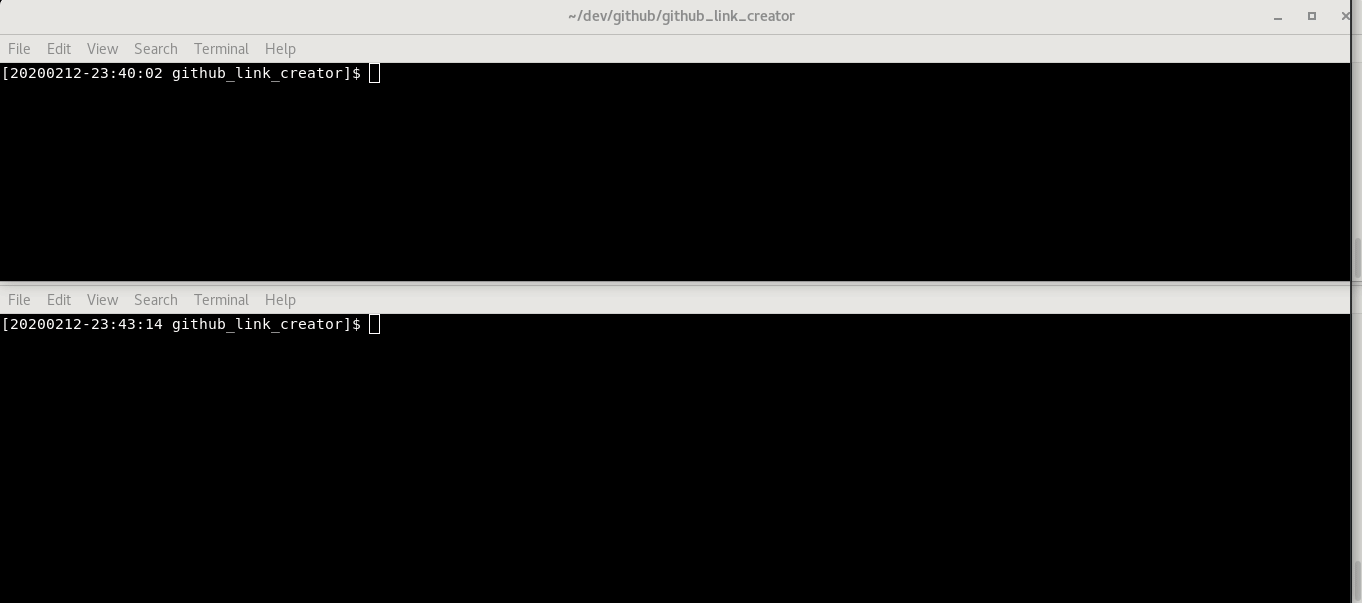 ~/dev/github/github_link_creator
File Edit View Search Terminal Help
[20200212-23:40:02 github_link_creator]$
File Edit View Search Terminal Help
[20200212-23:43:14 github_link_creator]$